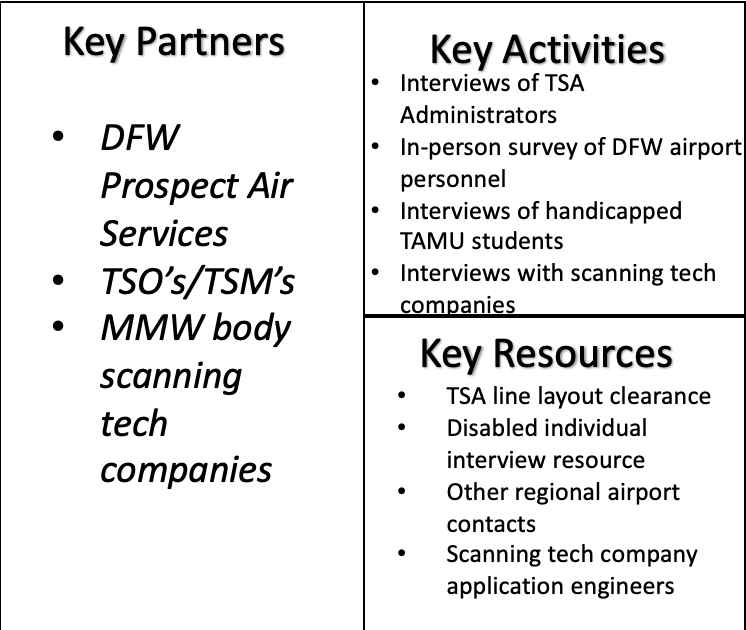 Key Partners
• DFW
Prospect Air
Services
• TSO’s/TSM’s
• MMW body
scanning
tech
companies
Key Activities
• Interviews of TSA
Administrators
• In-person survey of DFW airport
personnel
• Interviews of handicapped
TAMU students
• Interviews with scanning tech
companies
Key Resources
• TSA line layout clearance
• Disabled individual
interview resource
• Other regional airport
contacts
• Scanning tech company
application engineers